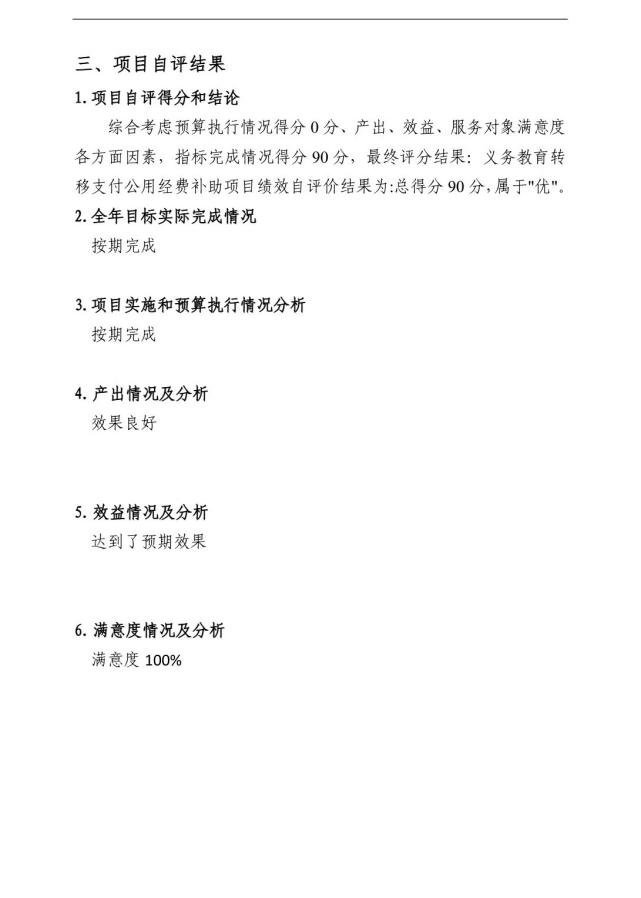 三、项目自评结果
1. 项目自评得分和结论
综合考虑预算执行情况得分 0 分、产出、效益、服务对象满意度
各方面因素，指标完成情况得分 90 分，最终评分结果：义务教育转
移支付公用经费补助项目绩效自评价结果为:总得分 90 分，属于"优"。
2. 全年目标实际完成情况
按期完成
3. 项目实施和预算执行情况分析
按期完成
4. 产出情况及分析
效果良好
5. 效益情况及分析
达到了预期效果
6. 满意度情况及分析
满意度 100%